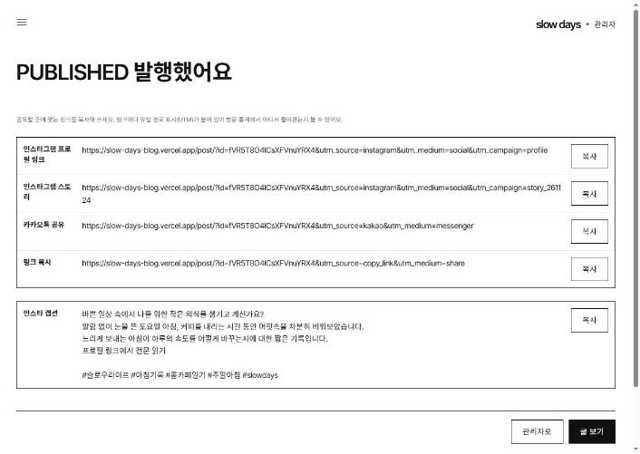 slow days • 관리자
PUBLISHED 발행했어요
인스타그램 프로
필 링크
https://slow-days-blog.vercel.app/post/?id=fVR5T8O4lCsXFVnuYRX4&utm_source=instagram&utm_medium=social&utm_campaign=profile
복사
인스타그램 스토
리
https://slow-days-blog.vercel.app/post/?id=fVR5T8O4lCsXFVnuYRX4&utm_source=instagram&utm_medium=social&utm_campaign=story_2611
24
복사
카카오톡 공유
https://slow-days-blog.vercel.app/post/?id=fVR5T8O4lCsXFVnuYRX4&utm_source=kakao&utm_medium=messenger
복사
링크 복사
https://slow-days-blog.vercel.app/post/?id=fVR5T8O4lCsXFVnuYRX4&utm_source=copy_link&utm_medium=share
복사
인스타 캡션
바쁜 일상 속에서 나를 위한 작은 의식을 챙기고 계신가요?
알람 없이 눈을 뜬 토요일 아침, 커피를 내리는 시간 동안 머릿속을 차분히 비워보았습니다.
느리게 보내는 아침이 하루의 속도를 어떻게 바꾸는지에 대한 짧은 기록입니다.
프로필 링크에서 전문 읽기
#슬로우라이프 #아침기록 #홈카페일기 #주말아침 #slowdays
복사
관리자로
글 보기